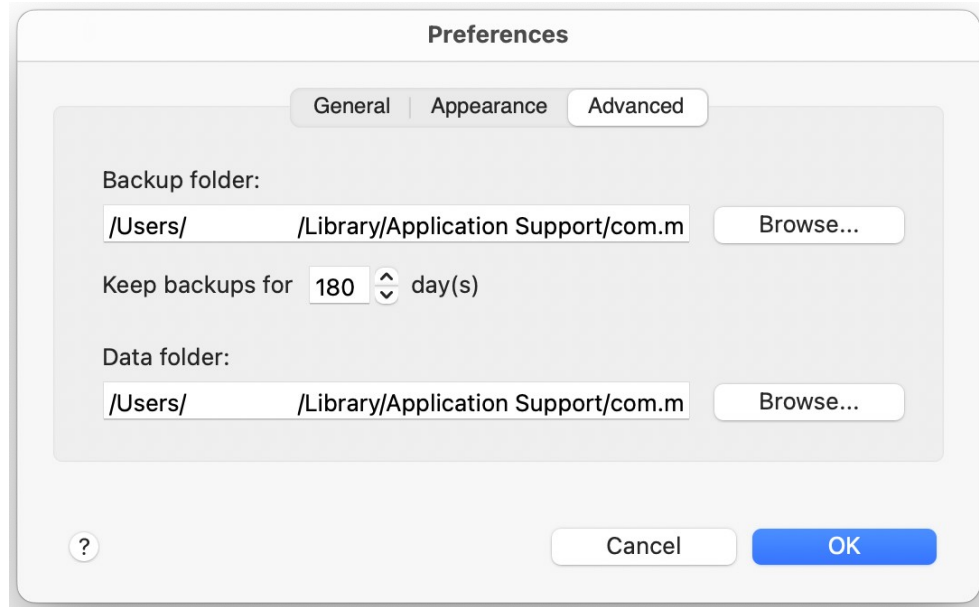 Preferences
General Appearance Advanced
Backup folder:
/Users/ /Library/Application Support/com.m Browse...
Keep backups for 180 day(s)
Data folder:
/Users/ /Library/Application Support/com.m Browse...
? Cancel OK